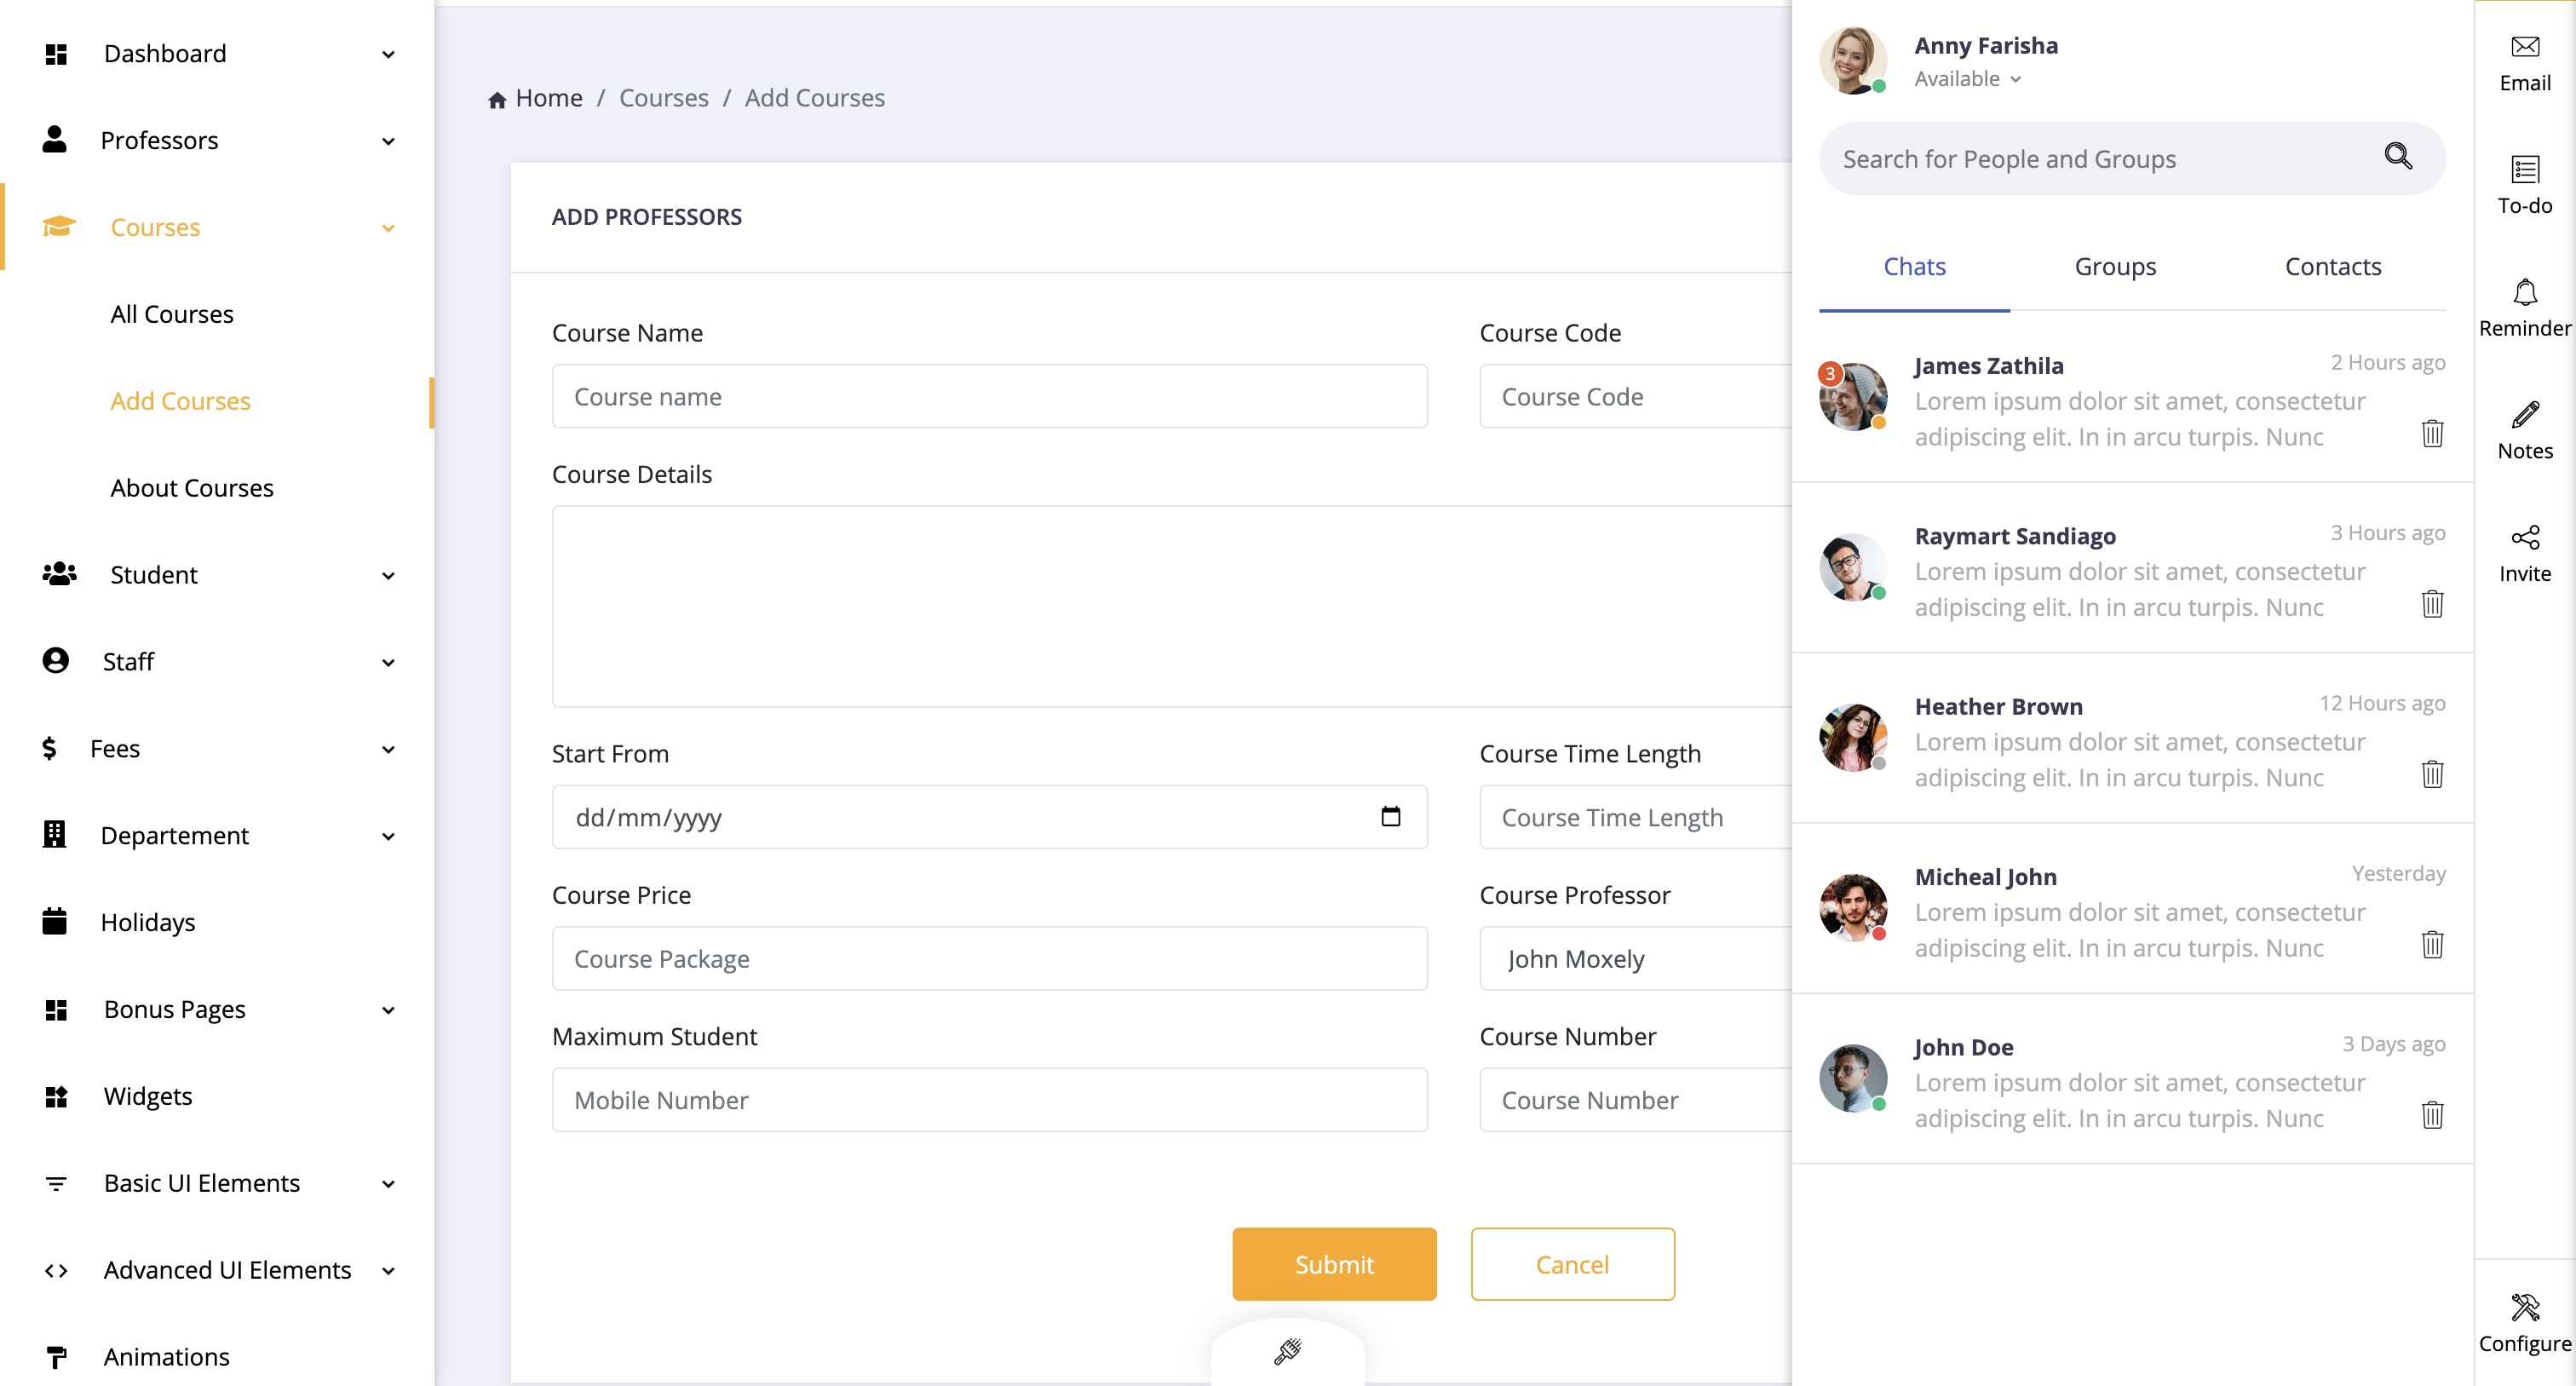 Dashboard
Professors
Courses
All Courses
Add Courses
About Courses
Student
Staff
Fees
Departement
Holidays
Bonus Pages
Widgets
Basic UI Elements
Advanced UI Elements
Animations
Home / Courses / Add Courses
ADD PROFESSORS
Course Name
Course name
Course Code
Course Code
Course Details
Start From
dd/mm/yyyy
Course Time Length
Course Time Length
Course Price
Course Package
Course Professor
John Moxely
Maximum Student
Mobile Number
Course Number
Course Number
Submit
Cancel
Anny Farisha
Available
Search for People and Groups
Chats
Groups
Contacts
3
James Zathila
2 Hours ago
Lorem ipsum dolor sit amet, consectetur
adipiscing elit. In in arcu turpis. Nunc
Raymart Sandiago
3 Hours ago
Lorem ipsum dolor sit amet, consectetur
adipiscing elit. In in arcu turpis. Nunc
Heather Brown
12 Hours ago
Lorem ipsum dolor sit amet, consectetur
adipiscing elit. In in arcu turpis. Nunc
Micheal John
Yesterday
Lorem ipsum dolor sit amet, consectetur
adipiscing elit. In in arcu turpis. Nunc
John Doe
3 Days ago
Lorem ipsum dolor sit amet, consectetur
adipiscing elit. In in arcu turpis. Nunc
Email
To-do
Reminder
Notes
Invite
Configure